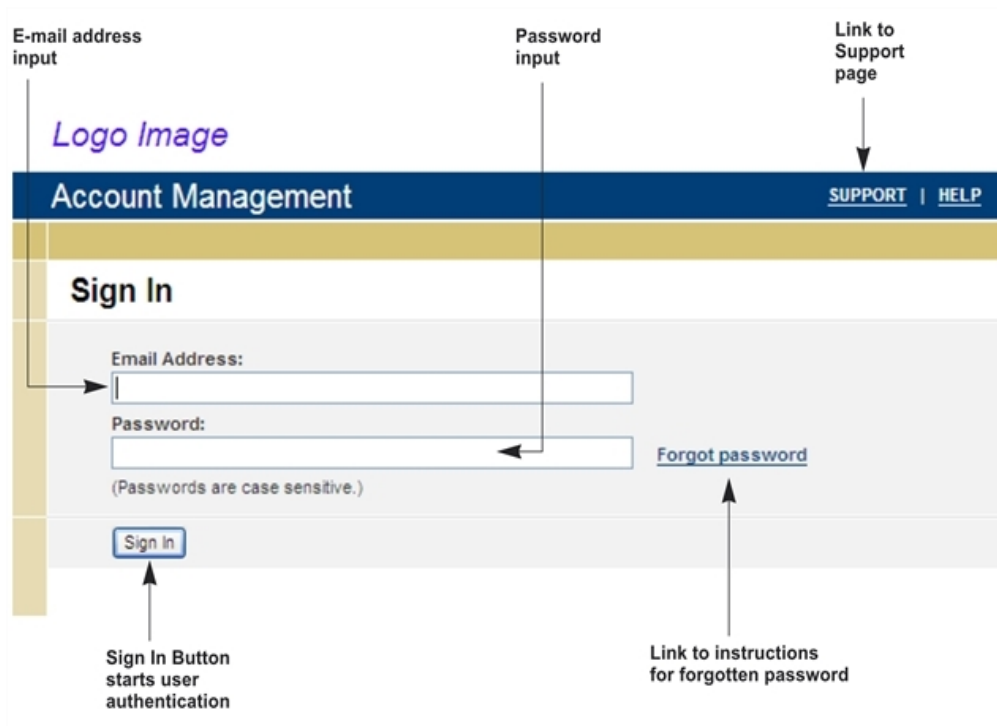 E-mail address
input
Password
input
Link to
Support
page
Logo Image
Account Management
SUPPORT | HELP
Sign In
Email Address:
Password:
Forgot password
(Passwords are case sensitive.)
Sign In
Sign In Button
starts user
authentication
Link to instructions
for forgotten password